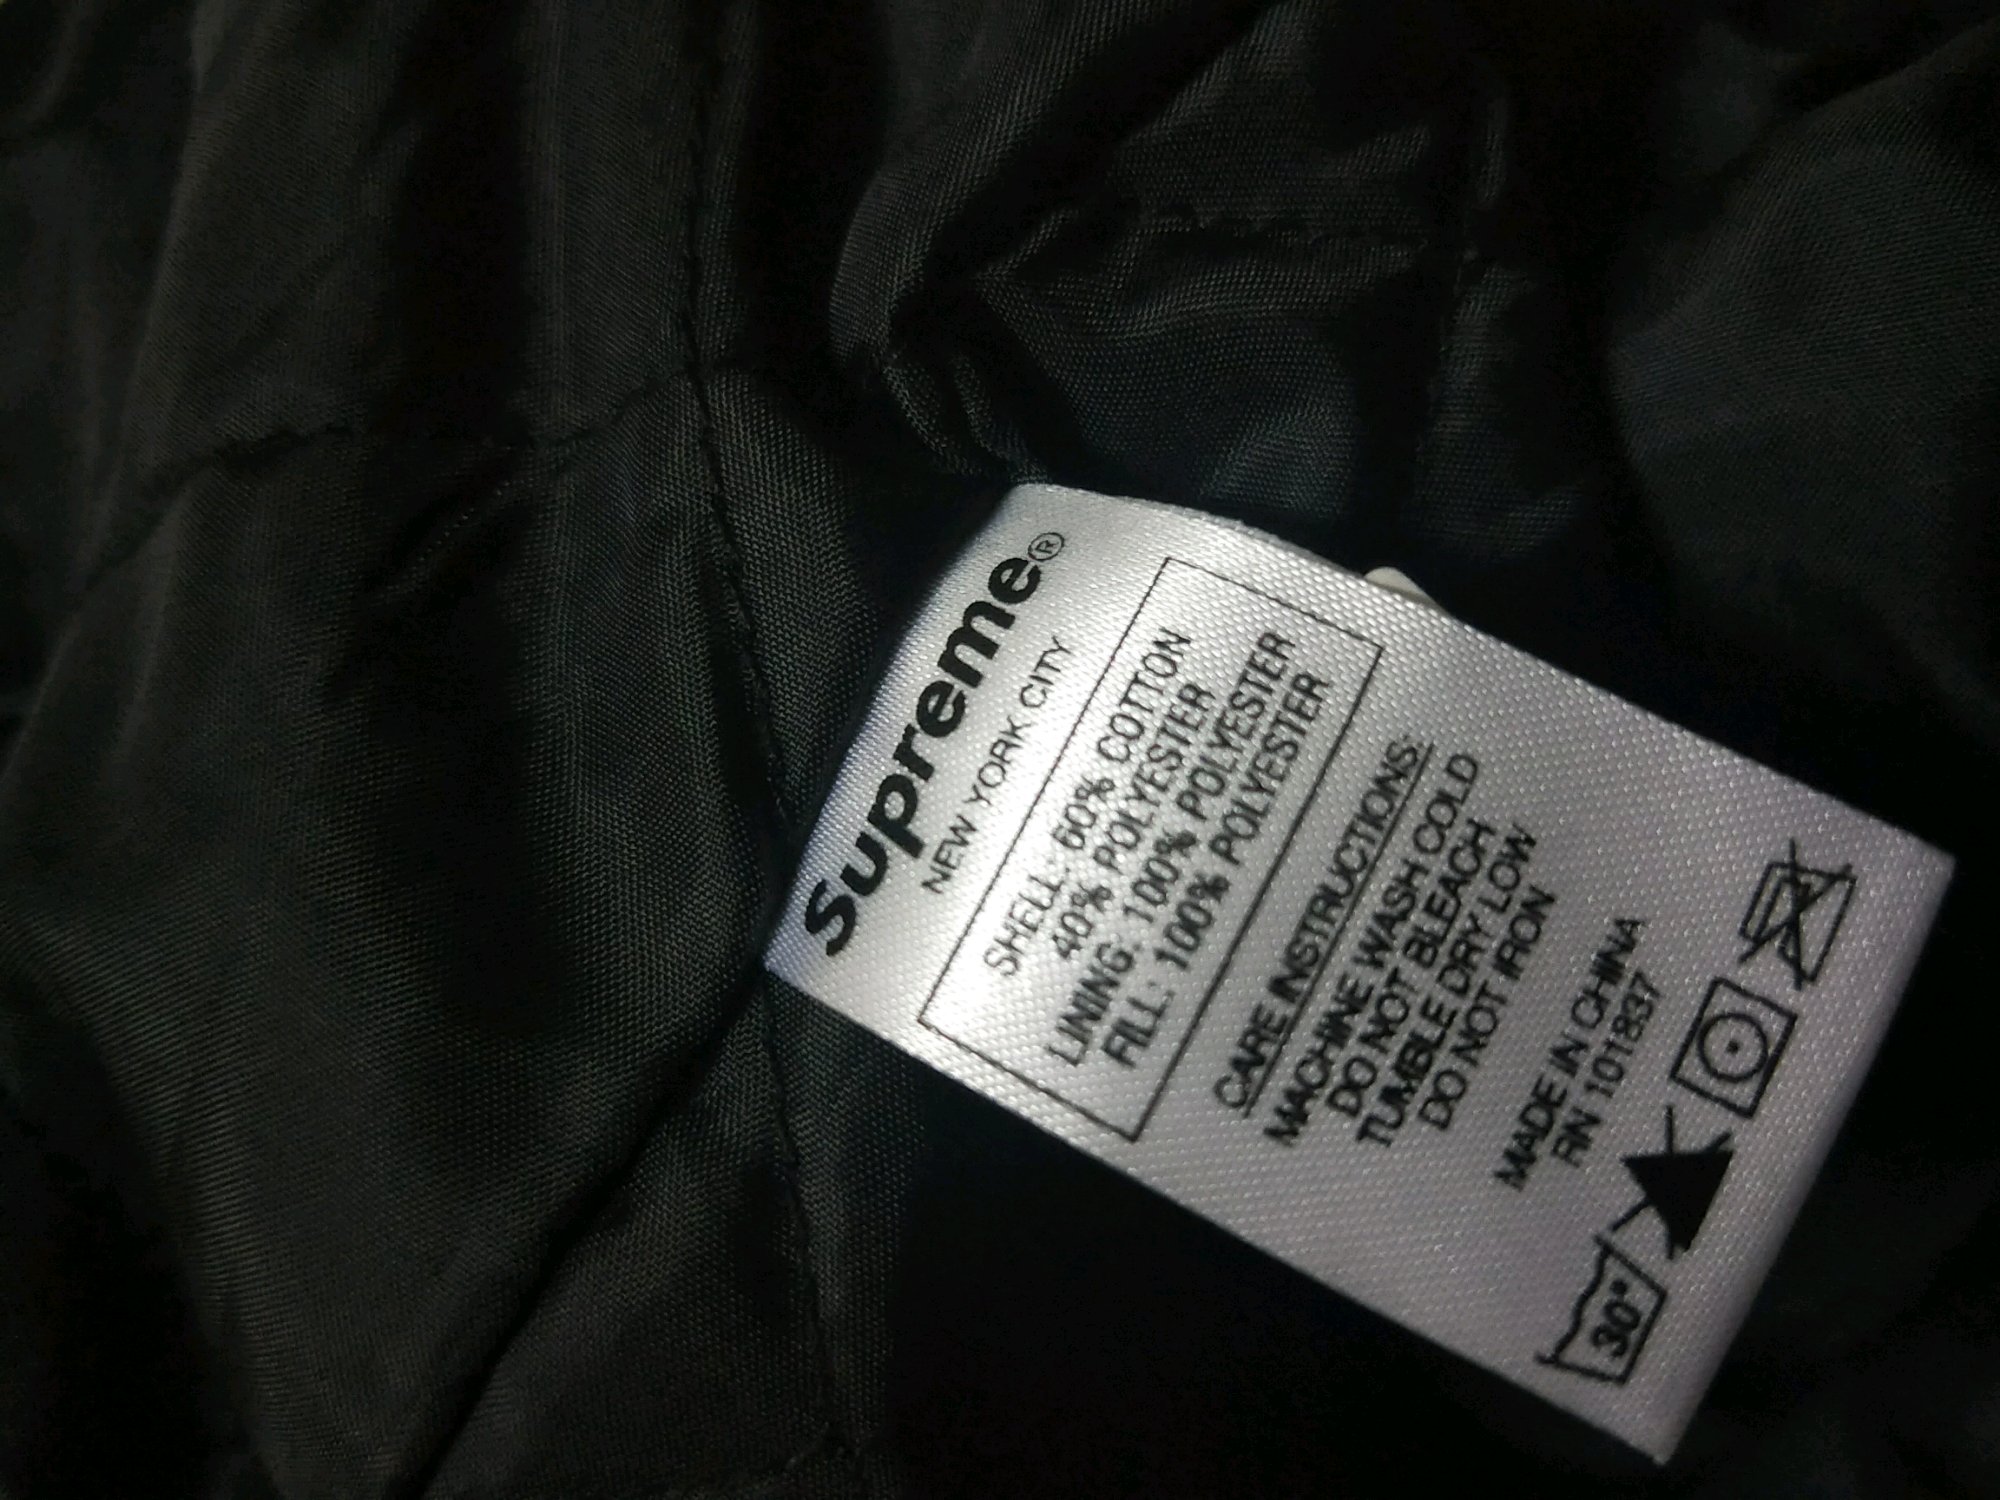 Supreme®
NEW YORK CITY
SHELL: 60% COTTON
40% POLYESTER
LINING: 100% POLYESTER
FILL: 100% POLYESTER
CARE INSTRUCTIONS:
MACHINE WASH COLD
DO NOT BLEACH
TUMBLE DRY LOW
DO NOT IRON
MADE IN CHINA
RN 101837
30°